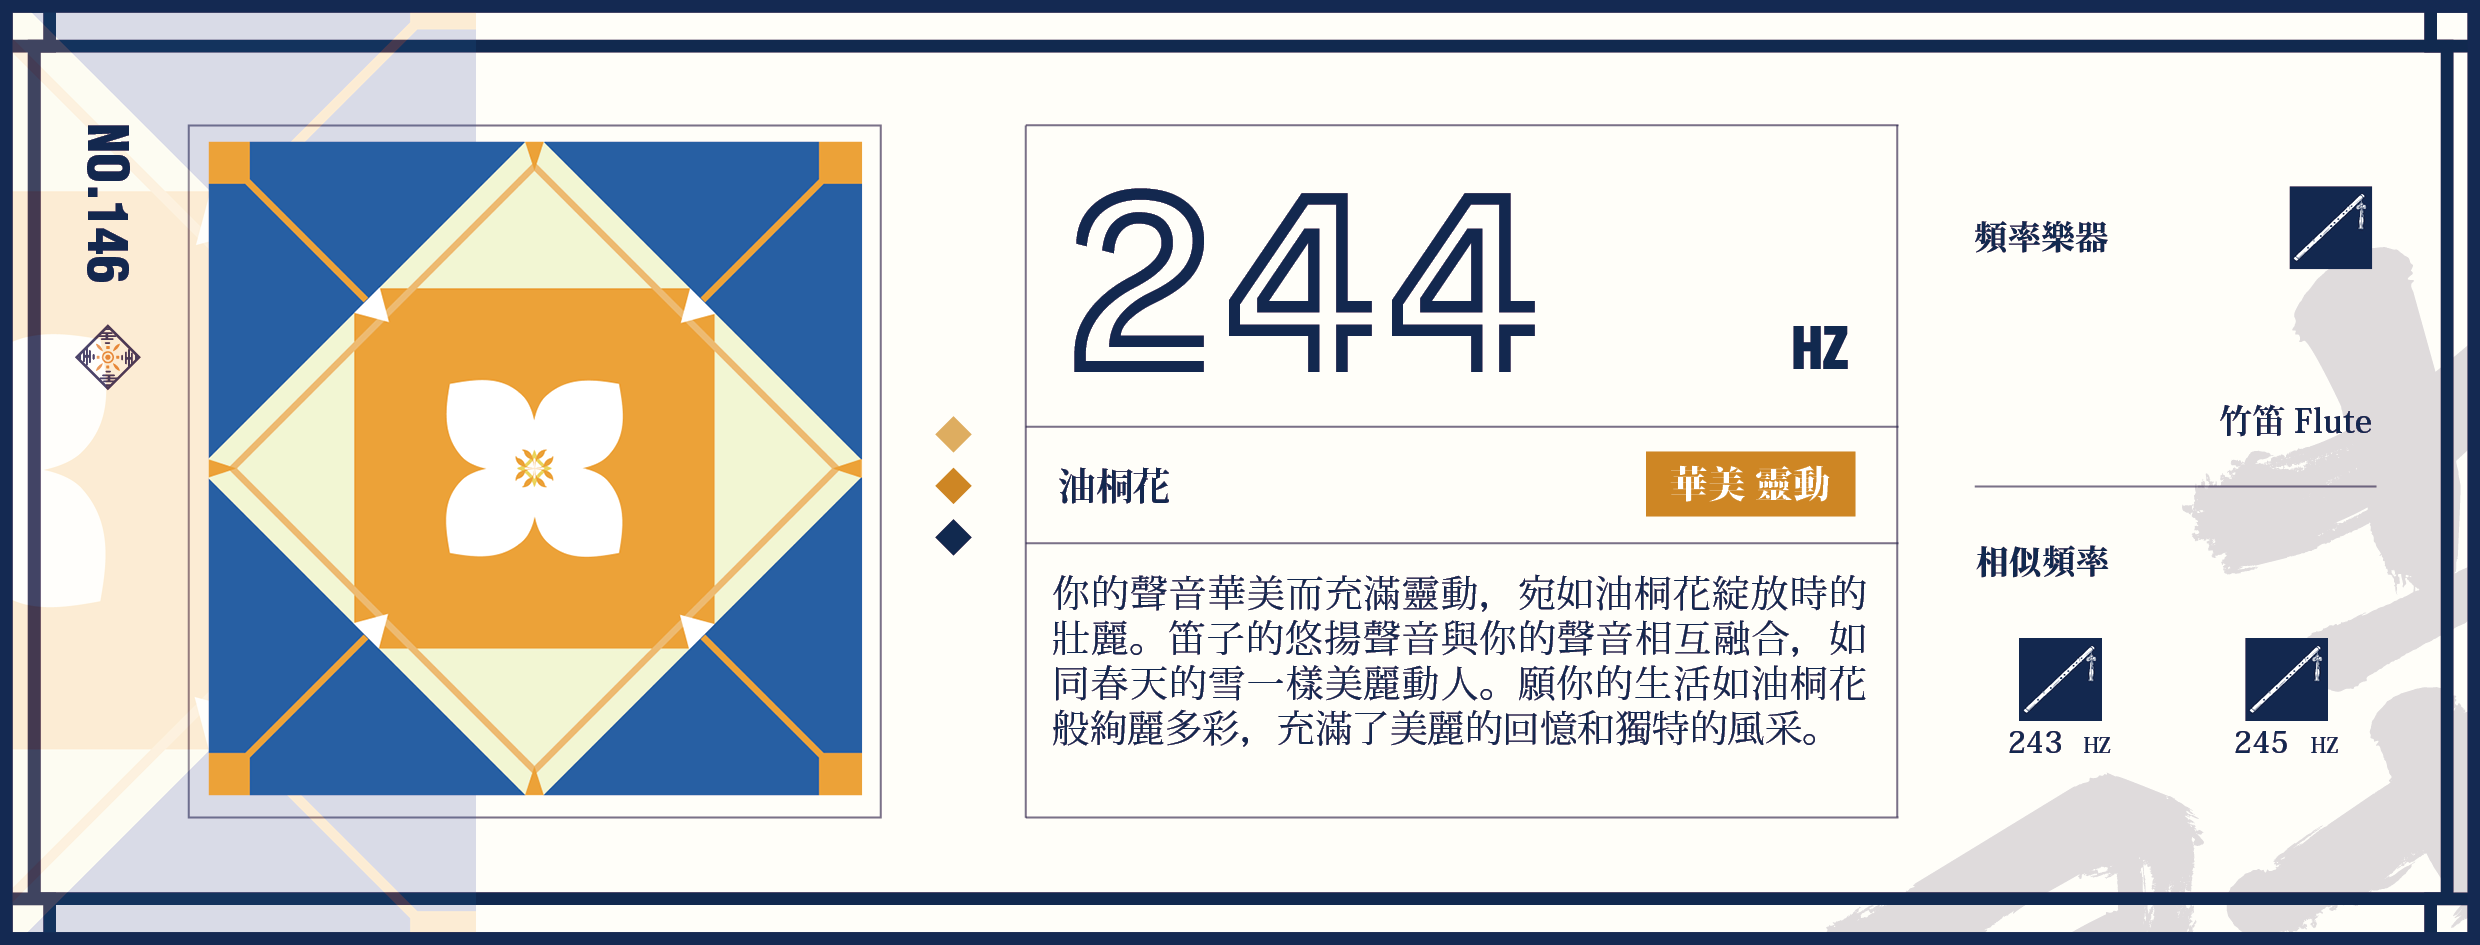 NO.146
244
HZ
油桐花
華美 靈動
你的聲音華美而充滿靈動，宛如油桐花綻放時的
壯麗。笛子的悠揚聲音與你的聲音相互融合，如
同春天的雪一樣美麗動人。願你的生活如油桐花
般絢麗多彩，充滿了美麗的回憶和獨特的風采。
頻率樂器
竹笛 Flute
相似頻率
243 HZ
245 HZ